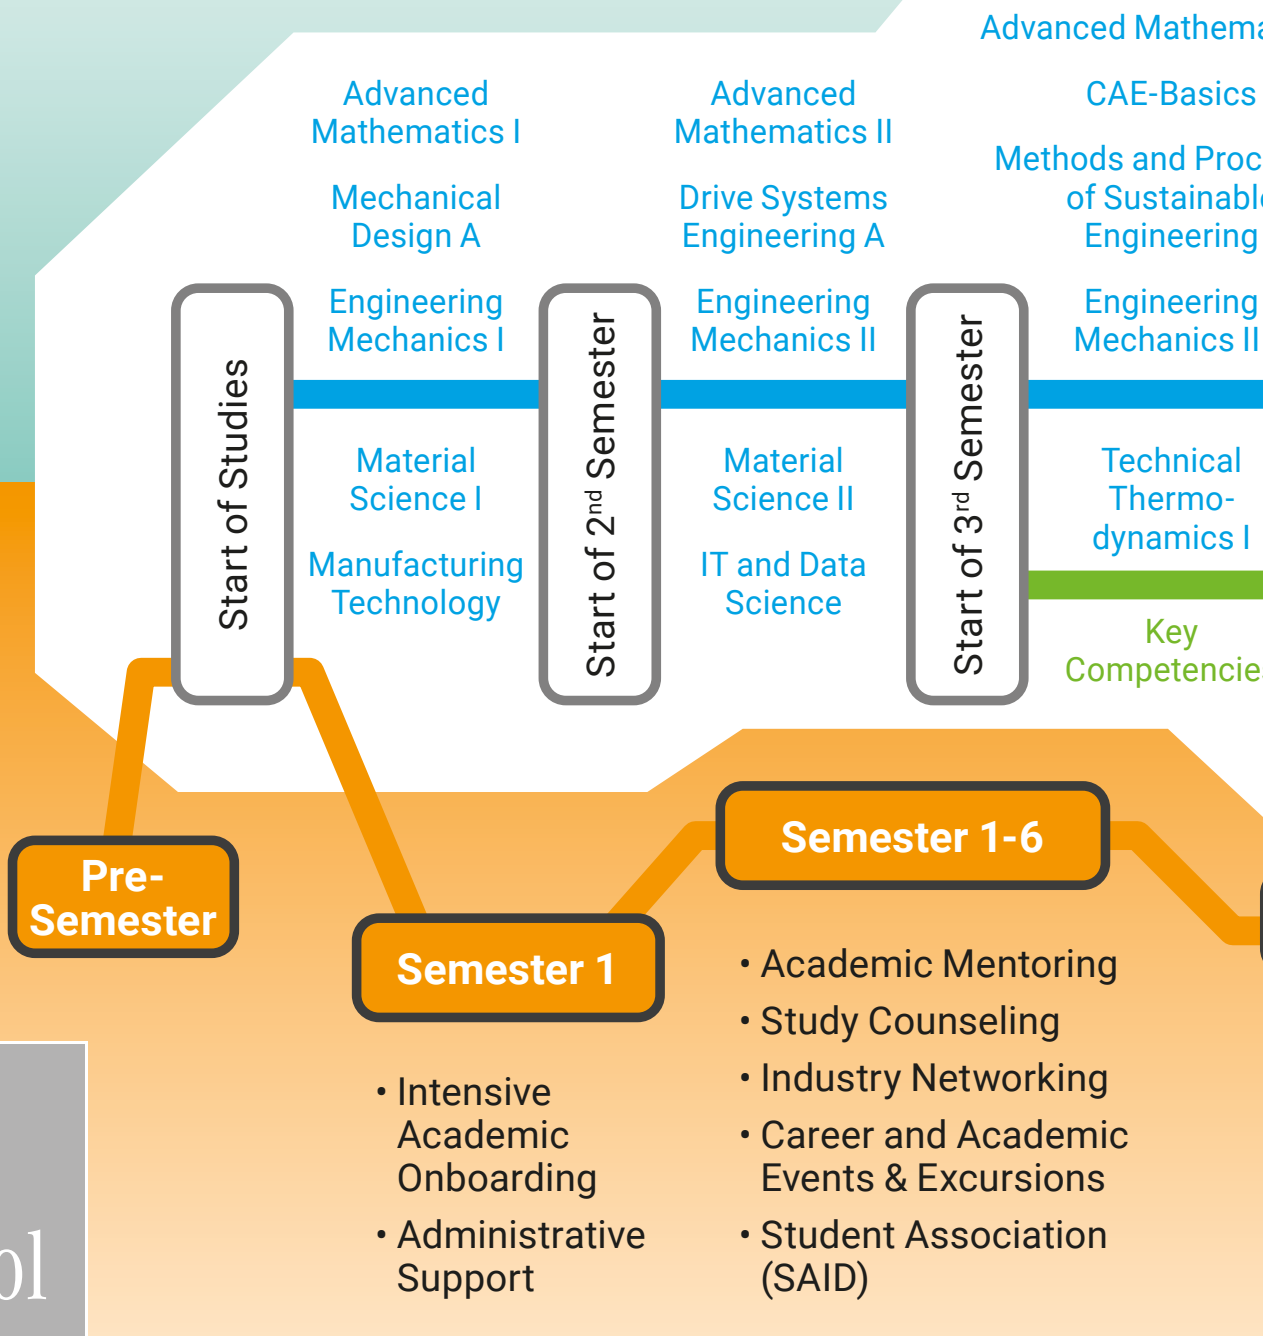 Advanced
Mathematics I
Mechanical
Design A
Engineering
Mechanics I
Material
Science I
Manufacturing
Technology
Advanced
Mathematics II
Drive Systems
Engineering A
Engineering
Mechanics II
Material
Science II
IT and Data
Science
Advanced Mathema
CAE-Basics
Methods and Proc
of Sustainabl
Engineering
Engineering
Mechanics II
Technical
Thermo-
dynamics I
Key
Competencie
Start of Studies
Start of 2nd Semester
Start of 3rd Semester
Pre-
Semester
Semester 1
• Intensive
Academic
Onboarding
• Administrative
Support
Semester 1-6
• Academic Mentoring
• Study Counseling
• Industry Networking
• Career and Academic
Events & Excursions
• Student Association
(SAID)
ol